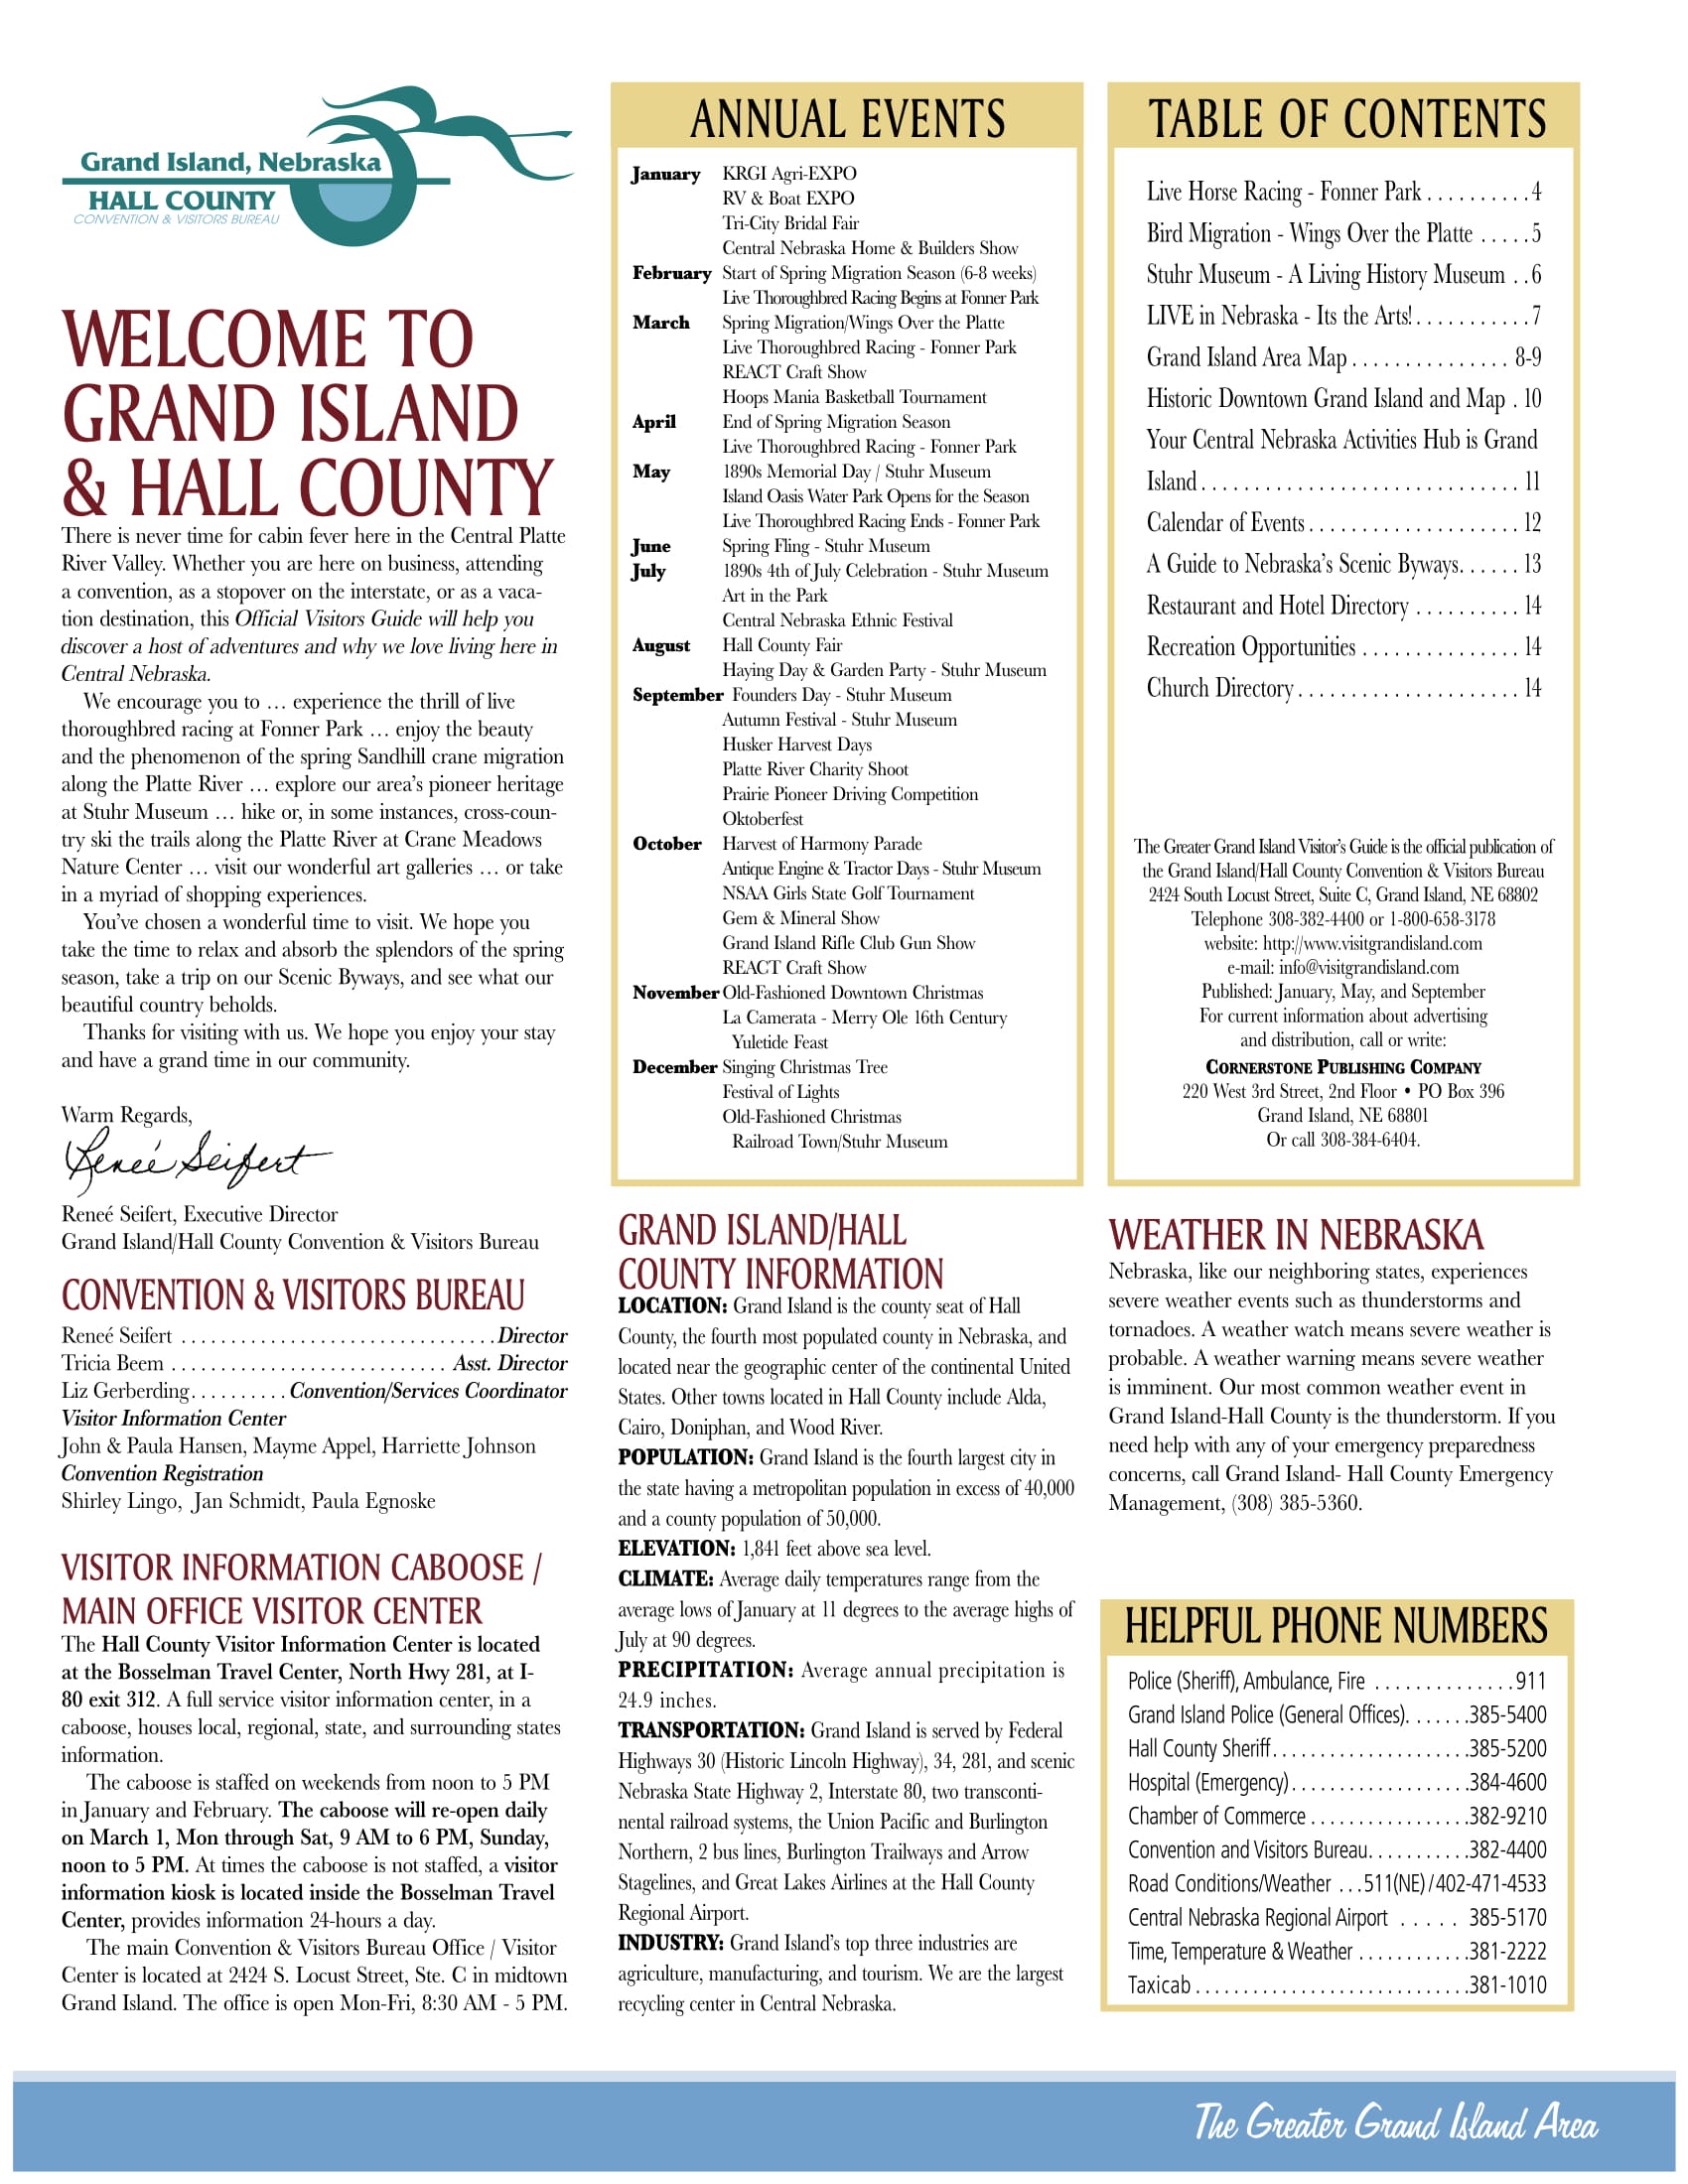 Grand Island, Nebraska
HALL COUNTY
CONVENTION & VISITORS BUREAU
WELCOME TO
GRAND ISLAND
& HALL COUNTY
There is never time for cabin fever here in the Central Platte
River Valley. Whether you are here on business, attending
a convention, as a stopover on the interstate, or as a vaca-
tion destination, this Official Visitors Guide will help you
discover a host of adventures and why we love living here in
Central Nebraska.
We encourage you to … experience the thrill of live
thoroughbred racing at Fonner Park … enjoy the beauty
and the phenomenon of the spring Sandhill crane migration
along the Platte River … explore our area's pioneer heritage
at Stuhr Museum … hike or, in some instances, cross-coun-
try ski the trails along the Platte River at Crane Meadows
Nature Center … visit our wonderful art galleries … or take
in a myriad of shopping experiences.
You've chosen a wonderful time to visit. We hope you
take the time to relax and absorb the splendors of the spring
season, take a trip on our Scenic Byways, and see what our
beautiful country beholds.
Thanks for visiting with us. We hope you enjoy your stay
and have a grand time in our community.
Warm Regards,
Reneé Seifert
Reneé Seifert, Executive Director
Grand Island/Hall County Convention & Visitors Bureau
CONVENTION & VISITORS BUREAU
Reneé Seifert . . . . . . . . . . . . . . . . . . . . . . . . . . . . . . . . Director
Tricia Beem . . . . . . . . . . . . . . . . . . . . . . . . . . . . Asst. Director
Liz Gerberding. . . . . . . . . . Convention/Services Coordinator
Visitor Information Center
John & Paula Hansen, Mayme Appel, Harriette Johnson
Convention Registration
Shirley Lingo, Jan Schmidt, Paula Egnoske
VISITOR INFORMATION CABOOSE /
MAIN OFFICE VISITOR CENTER
The Hall County Visitor Information Center is located
at the Bosselman Travel Center, North Hwy 281, at I-
80 exit 312. A full service visitor information center, in a
caboose, houses local, regional, state, and surrounding states
information.
The caboose is staffed on weekends from noon to 5 PM
in January and February. The caboose will re-open daily
on March 1, Mon through Sat, 9 AM to 6 PM, Sunday,
noon to 5 PM. At times the caboose is not staffed, a visitor
information kiosk is located inside the Bosselman Travel
Center, provides information 24-hours a day.
The main Convention & Visitors Bureau Office / Visitor
Center is located at 2424 S. Locust Street, Ste. C in midtown
Grand Island. The office is open Mon-Fri, 8:30 AM - 5 PM.
ANNUAL EVENTS
January KRGI Agri-EXPO
RV & Boat EXPO
Tri-City Bridal Fair
Central Nebraska Home & Builders Show
February Start of Spring Migration Season (6-8 weeks)
Live Thoroughbred Racing Begins at Fonner Park
March Spring Migration/Wings Over the Platte
Live Thoroughbred Racing - Fonner Park
REACT Craft Show
Hoops Mania Basketball Tournament
April End of Spring Migration Season
Live Thoroughbred Racing - Fonner Park
May 1890s Memorial Day / Stuhr Museum
Island Oasis Water Park Opens for the Season
Live Thoroughbred Racing Ends - Fonner Park
June Spring Fling - Stuhr Museum
July 1890s 4th of July Celebration - Stuhr Museum
Art in the Park
Central Nebraska Ethnic Festival
August Hall County Fair
Haying Day & Garden Party - Stuhr Museum
September Founders Day - Stuhr Museum
Autumn Festival - Stuhr Museum
Husker Harvest Days
Platte River Charity Shoot
Prairie Pioneer Driving Competition
Oktoberfest
October Harvest of Harmony Parade
Antique Engine & Tractor Days - Stuhr Museum
NSAA Girls State Golf Tournament
Gem & Mineral Show
Grand Island Rifle Club Gun Show
REACT Craft Show
November Old-Fashioned Downtown Christmas
La Camerata - Merry Ole 16th Century
Yuletide Feast
December Singing Christmas Tree
Festival of Lights
Old-Fashioned Christmas
Railroad Town/Stuhr Museum
GRAND ISLAND/HALL
COUNTY INFORMATION
LOCATION: Grand Island is the county seat of Hall
County, the fourth most populated county in Nebraska, and
located near the geographic center of the continental United
States. Other towns located in Hall County include Alda,
Cairo, Doniphan, and Wood River.
POPULATION: Grand Island is the fourth largest city in
the state having a metropolitan population in excess of 40,000
and a county population of 50,000.
ELEVATION: 1,841 feet above sea level.
CLIMATE: Average daily temperatures range from the
average lows of January at 11 degrees to the average highs of
July at 90 degrees.
PRECIPITATION: Average annual precipitation is
24.9 inches.
TRANSPORTATION: Grand Island is served by Federal
Highways 30 (Historic Lincoln Highway), 34, 281, and scenic
Nebraska State Highway 2, Interstate 80, two transconti-
nental railroad systems, the Union Pacific and Burlington
Northern, 2 bus lines, Burlington Trailways and Arrow
Stagelines, and Great Lakes Airlines at the Hall County
Regional Airport.
INDUSTRY: Grand Island's top three industries are
agriculture, manufacturing, and tourism. We are the largest
recycling center in Central Nebraska.
TABLE OF CONTENTS
Live Horse Racing - Fonner Park . . . . . . . . . . 4
Bird Migration - Wings Over the Platte . . . . . 5
Stuhr Museum - A Living History Museum . . 6
LIVE in Nebraska - Its the Arts! . . . . . . . . . . . 7
Grand Island Area Map . . . . . . . . . . . . . . . 8-9
Historic Downtown Grand Island and Map . 10
Your Central Nebraska Activities Hub is Grand
Island . . . . . . . . . . . . . . . . . . . . . . . . . . . . . . 11
Calendar of Events . . . . . . . . . . . . . . . . . . . . 12
A Guide to Nebraska's Scenic Byways. . . . . . 13
Restaurant and Hotel Directory . . . . . . . . . . 14
Recreation Opportunities . . . . . . . . . . . . . . . 14
Church Directory . . . . . . . . . . . . . . . . . . . . . 14
The Greater Grand Island Visitor's Guide is the official publication of
the Grand Island/Hall County Convention & Visitors Bureau
2424 South Locust Street, Suite C, Grand Island, NE 68802
Telephone 308-382-4400 or 1-800-658-3178
website: http://www.visitgrandisland.com
e-mail: info@visitgrandisland.com
Published: January, May, and September
For current information about advertising
and distribution, call or write:
CORNERSTONE PUBLISHING COMPANY
220 West 3rd Street, 2nd Floor • PO Box 396
Grand Island, NE 68801
Or call 308-384-6404.
WEATHER IN NEBRASKA
Nebraska, like our neighboring states, experiences
severe weather events such as thunderstorms and
tornadoes. A weather watch means severe weather is
probable. A weather warning means severe weather
is imminent. Our most common weather event in
Grand Island-Hall County is the thunderstorm. If you
need help with any of your emergency preparedness
concerns, call Grand Island- Hall County Emergency
Management, (308) 385-5360.
HELPFUL PHONE NUMBERS
Police (Sheriff), Ambulance, Fire . . . . . . . . . . . . . . 911
Grand Island Police (General Offices). . . . . . .385-5400
Hall County Sheriff. . . . . . . . . . . . . . . . . . . . .385-5200
Hospital (Emergency) . . . . . . . . . . . . . . . . . . .384-4600
Chamber of Commerce . . . . . . . . . . . . . . . . .382-9210
Convention and Visitors Bureau. . . . . . . . . . .382-4400
Road Conditions/Weather . . .511(NE) / 402-471-4533
Central Nebraska Regional Airport . . . . . 385-5170
Time, Temperature & Weather . . . . . . . . . . . .381-2222
Taxicab . . . . . . . . . . . . . . . . . . . . . . . . . . . . .381-1010
The Greater Grand Island Area